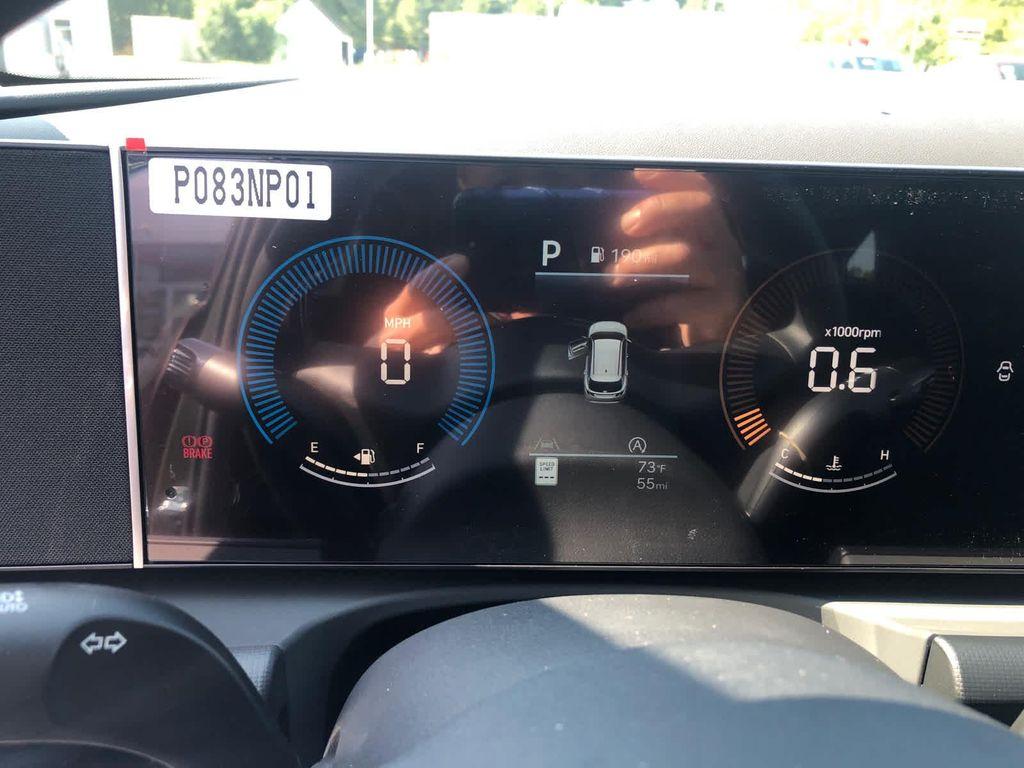 P083NP01
P 190mi
MPH
0
x1000rpm
0.6
BRAKE
E F
C H
A
SPEED
LIMIT
---
73°F
55mi